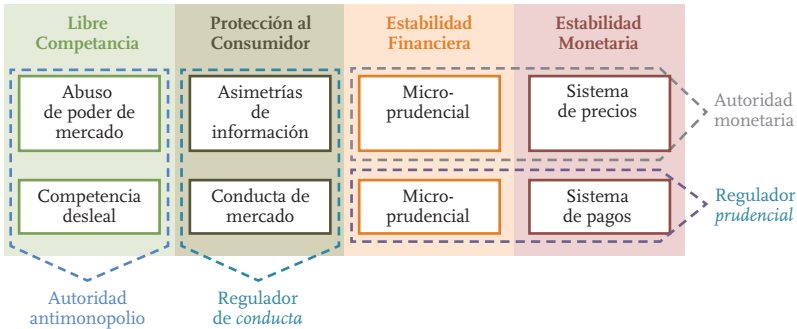 Libre
Competancia
Protección al
Consumidor
Estabilidad
Financiera
Estabilidad
Monetaria
Abuso
de poder de
mercado
Asimetrías
de
información
Micro-
prudencial
Sistema
de precios
Autoridad
monetaria
Competencia
desleal
Conducta de
mercado
Micro-
prudencial
Sistema
de pagos
Regulador
prudencial
Autoridad
antimonopolio
Regulador
de conducta